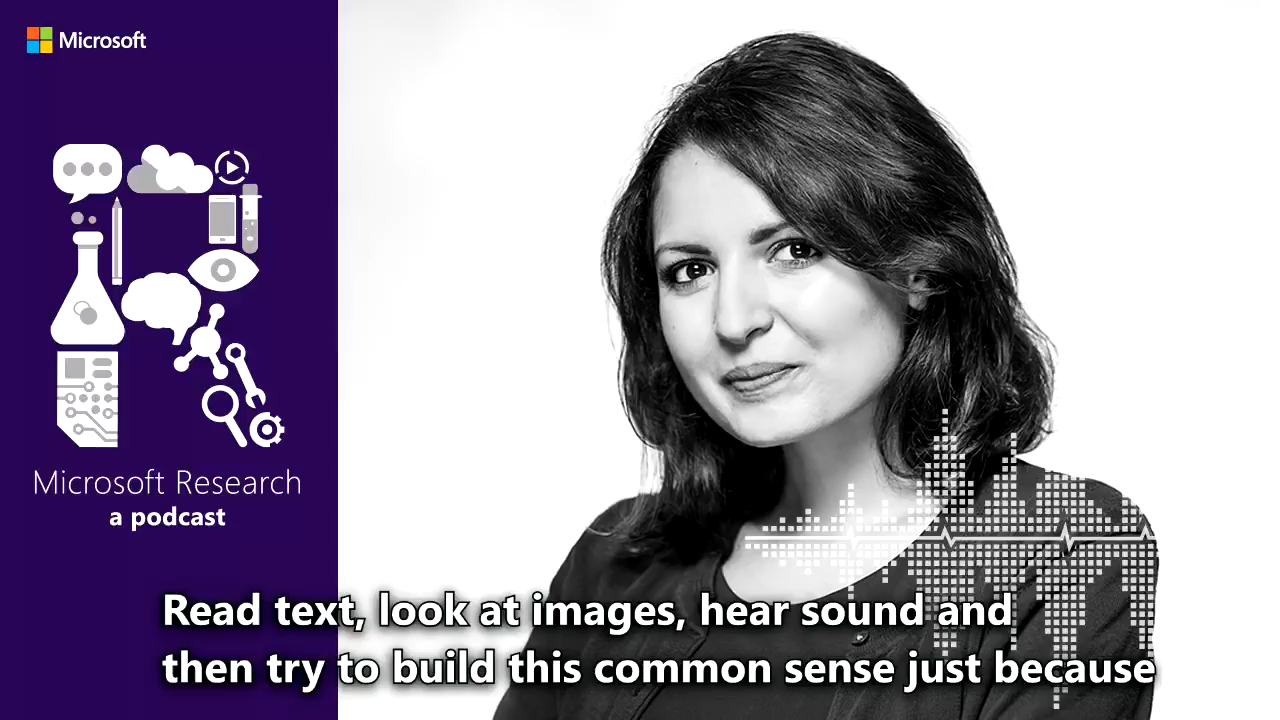 Microsoft
Microsoft Research
a podcast
Read text, look at images, hear sound and
then try to build this common sense just because